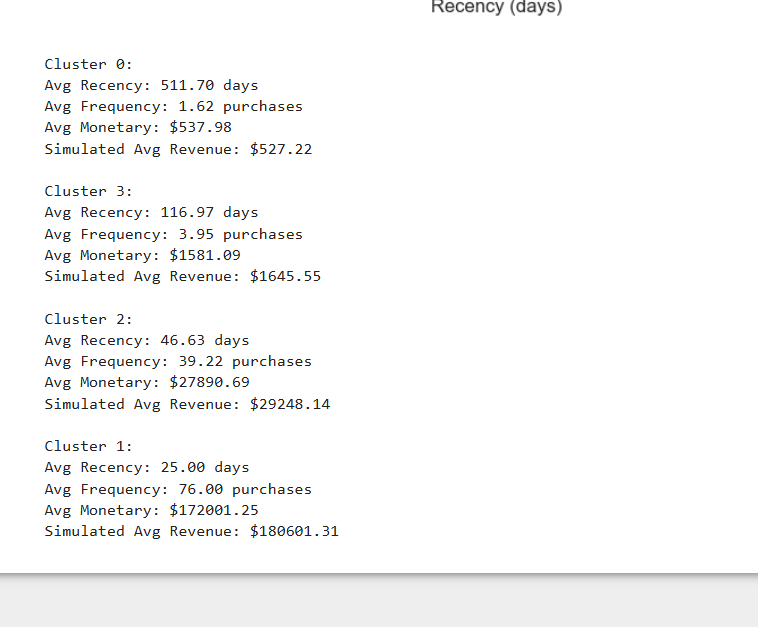 Recency (days)
Cluster 0:
Avg Recency: 511.70 days
Avg Frequency: 1.62 purchases
Avg Monetary: $537.98
Simulated Avg Revenue: $527.22
Cluster 3:
Avg Recency: 116.97 days
Avg Frequency: 3.95 purchases
Avg Monetary: $1581.09
Simulated Avg Revenue: $1645.55
Cluster 2:
Avg Recency: 46.63 days
Avg Frequency: 39.22 purchases
Avg Monetary: $27890.69
Simulated Avg Revenue: $29248.14
Cluster 1:
Avg Recency: 25.00 days
Avg Frequency: 76.00 purchases
Avg Monetary: $172001.25
Simulated Avg Revenue: $180601.31